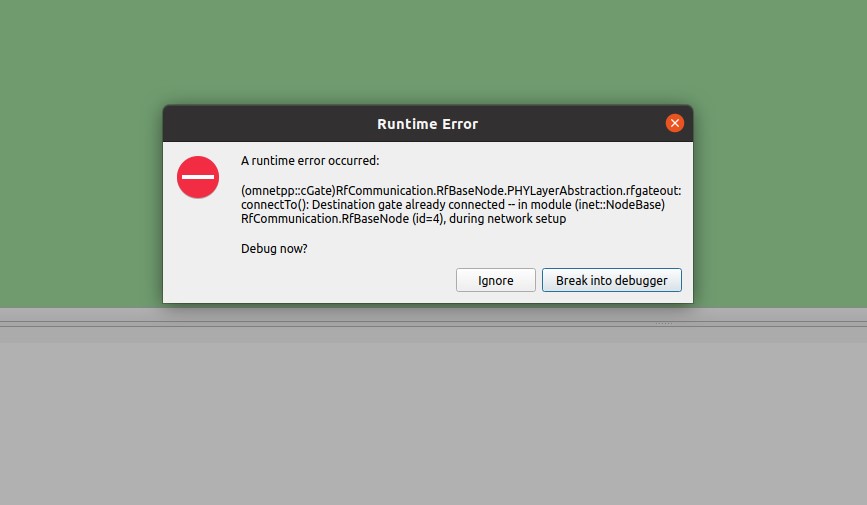 Runtime Error
A runtime error occurred:
(omnetpp::cGate)RfCommunication.RfBaseNode.PHYLayerAbstraction.rfgateout:
connectTo(): Destination gate already connected -- in module (inet::NodeBase)
RfCommunication.RfBaseNode (id=4), during network setup
Debug now?
Ignore
Break into debugger